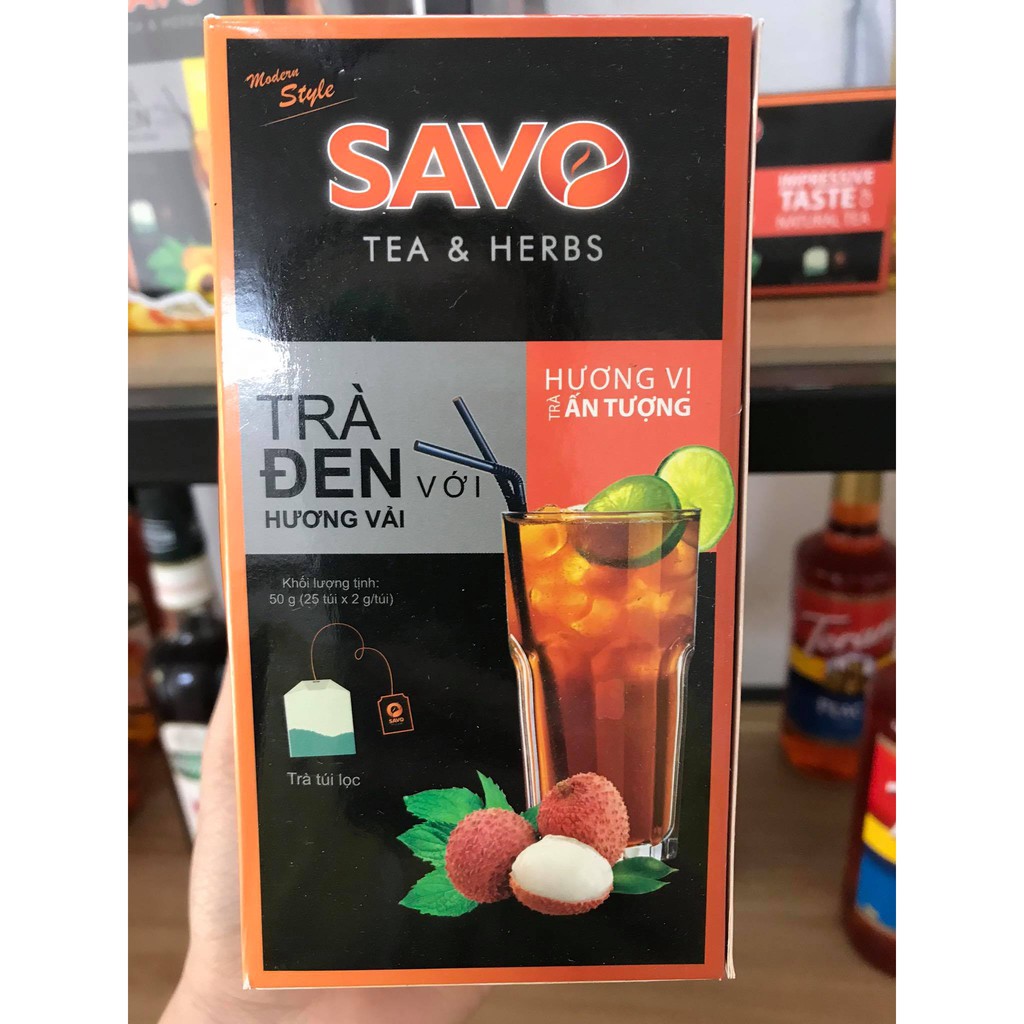 Modern
Style
SAVO
TEA & HERBS
TRÀ
ĐEN VỚI
HƯƠNG VẢI
HƯƠNG VỊ
TRÀ ẤN TƯỢNG
Khối lượng tịnh:
50 g (25 túi x 2 g/túi)
SAVO
Trà túi lọc
IMPRESSIVE
TASTE OF
NATURAL TEA